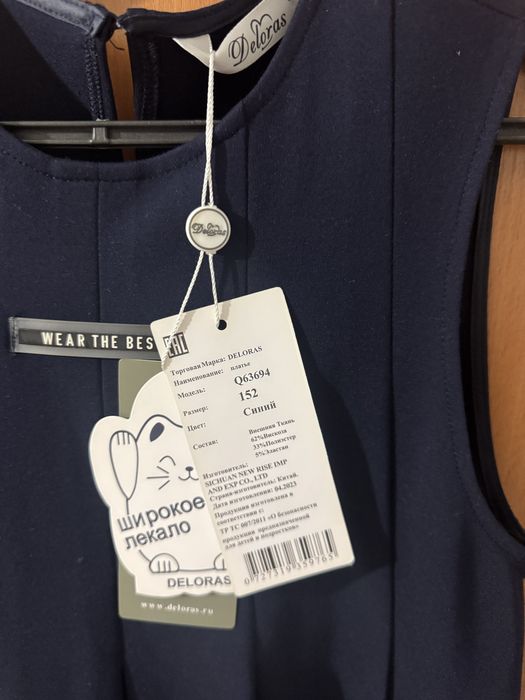 Deloras
Deloras
WEAR THE BES
EAC
Торговая Марка: DELORAS
Наименование: платье
Модель: Q63694
Размер: 152
Цвет: Синий
Состав: Внешняя Ткань
62%Вискоза
33%Полиэстер
5%Эластан
Изготовитель:
SICHUAN NEW RISE IMP
AND EXP CO., LTD
Страна-изготовитель: Китай.
Дата изготовления: 04.2023
Продукция изготовлена в
соответствии с:
ТР ТС 007/2011 «О безопасности
продукции предназначенной
для детей и подростков»
0727319359765
широкое
лекало
DELORAS
www.deloras.ru